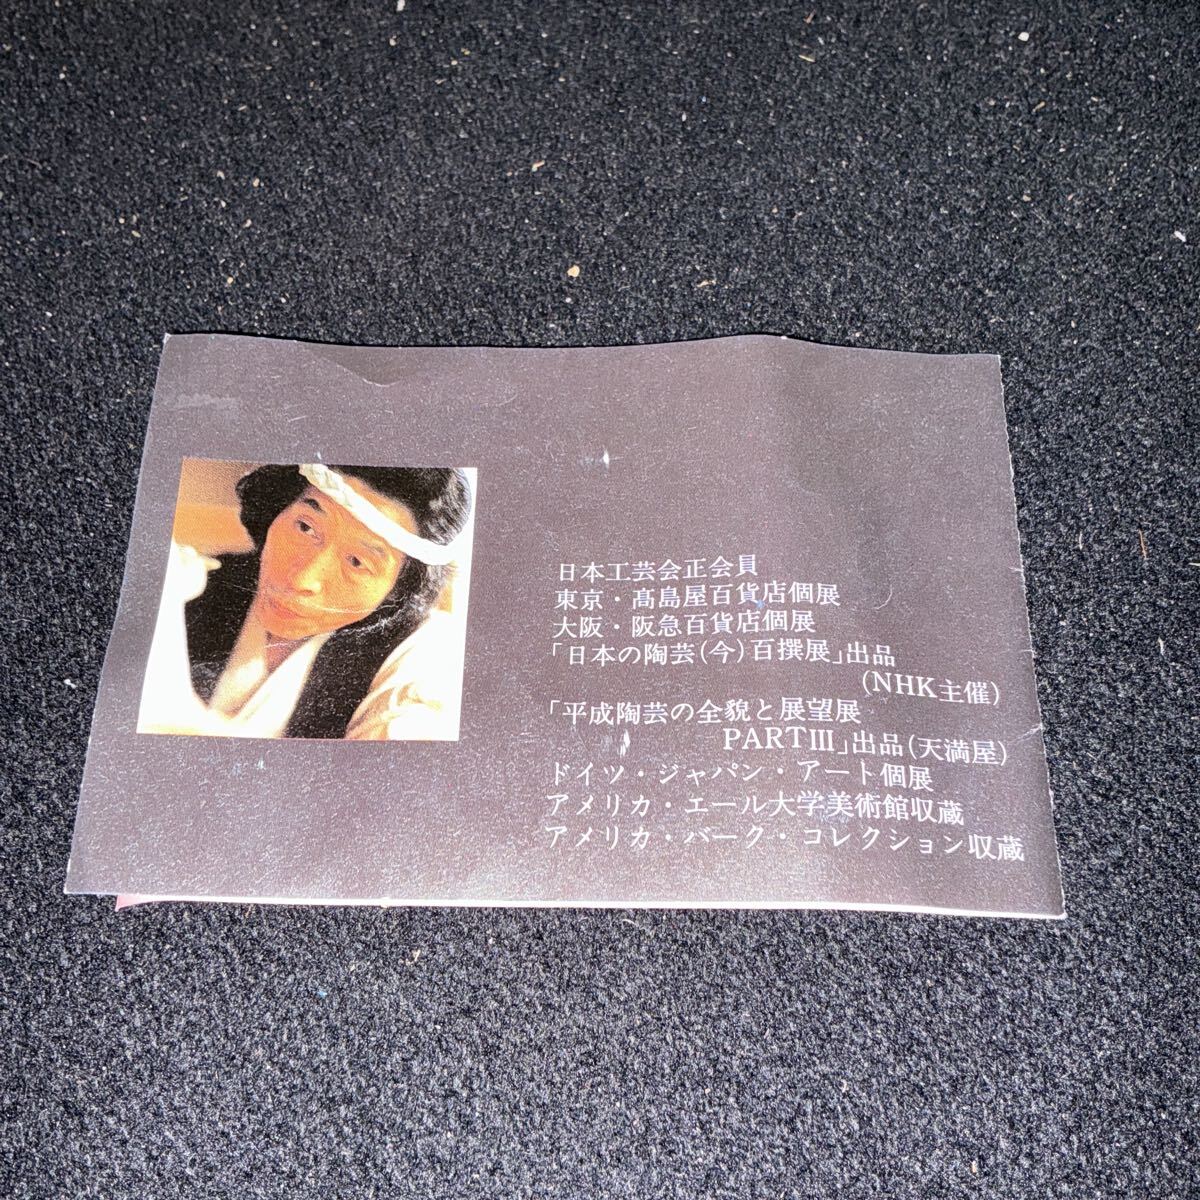 日本工芸会正会員
東京・髙島屋百貨店個展
大阪・阪急百貨店個展
「日本の陶芸(今)百撰展」出品
(NHK主催)
「平成陶芸の全貌と展望展
PARTⅢ」出品(天満屋)
ドイツ・ジャパン・アート個展
アメリカ・エール大学美術館収蔵
アメリカ・バーク・コレクション収蔵